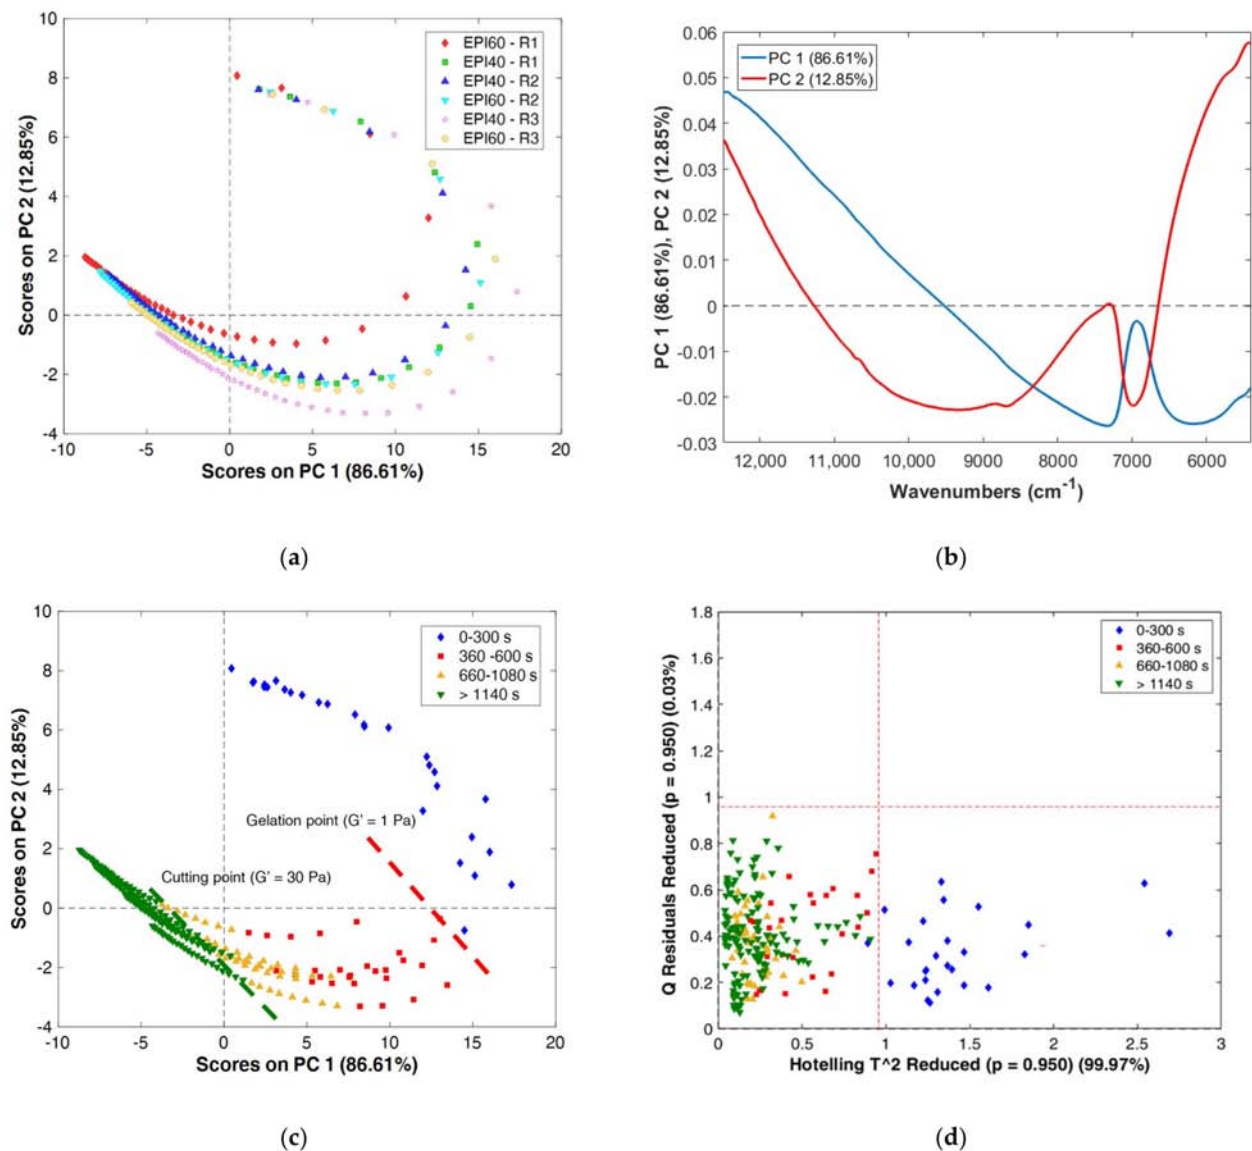 10
8
6
4
2
0
-2
-4
-10
-5
0
5
10
15
20
Scores on PC 2 (12.85%)
Scores on PC 1 (86.61%)
EPI60 - R1
EPI40 - R1
EPI40 - R2
EPI60 - R2
EPI40 - R3
EPI60 - R3
(a)
0.06
0.05
0.04
0.03
0.02
0.01
0
-0.01
-0.02
-0.03
12,000
11,000
10,000
9000
8000
7000
6000
PC 1 (86.61%), PC 2 (12.85%)
Wavenumbers (cm-1)
PC 1 (86.61%)
PC 2 (12.85%)
(b)
10
8
6
4
2
0
-2
-4
-10
-5
0
5
10
15
20
Scores on PC 2 (12.85%)
Scores on PC 1 (86.61%)
0-300 s
360 -600 s
660-1080 s
> 1140 s
Gelation point (G' = 1 Pa)
Cutting point (G' = 30 Pa)
(c)
1.8
1.6
1.4
1.2
1
0.8
0.6
0.4
0.2
0
0
0.5
1
1.5
2
2.5
3
Q Residuals Reduced (p = 0.950) (0.03%)
Hotelling T^2 Reduced (p = 0.950) (99.97%)
0-300 s
360-600 s
660-1080 s
> 1140 s
(d)